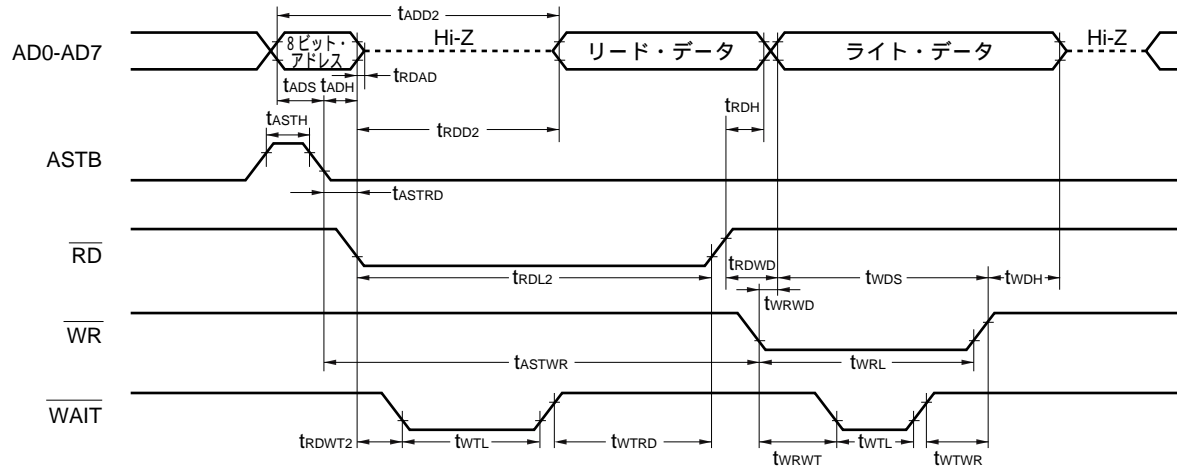 tADD2
AD0-AD7
8ビット・
アドレス
Hi-Z
リード・データ
ライト・データ
Hi-Z
tRDAD
tADS
tADH
tRDH
tASTH
tRDD2
ASTB
tASTRD
RD
tRDL2
tRDWD
tWDS
tWDH
tWRWD
WR
tASTWR
tWRL
WAIT
tRDWT2
tWTL
tWTRD
tWRWT
tWTL
tWTWR